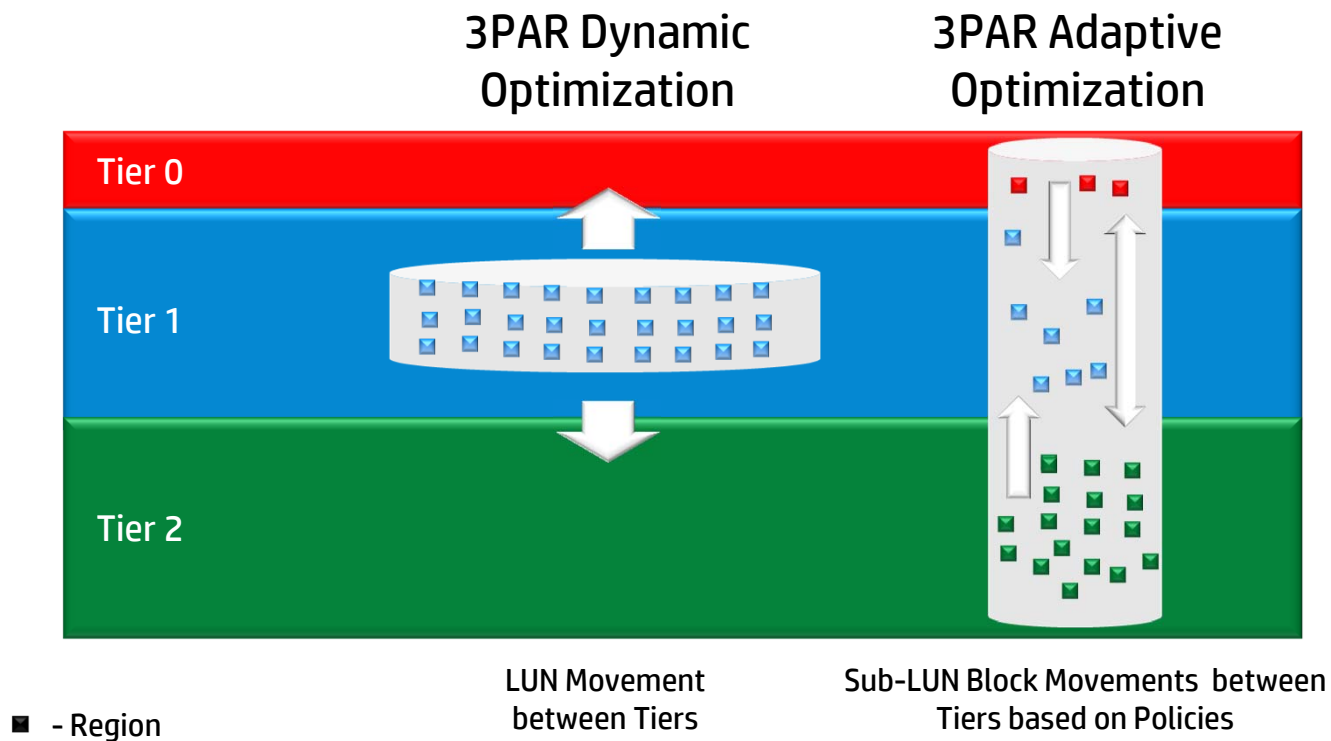 3PAR Dynamic
Optimization
3PAR Adaptive
Optimization
Tier 0
Tier 1
Tier 2
LUN Movement
between Tiers
Sub-LUN Block Movements between
Tiers based on Policies
- Region